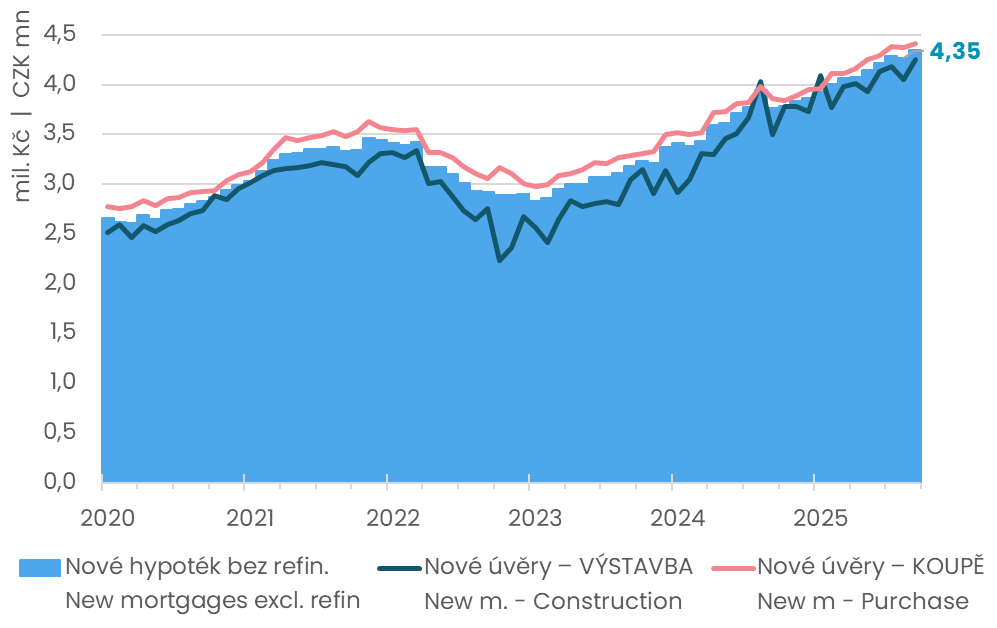 mil. Kč | CZK mn
4,5
4,0
3,5
3,0
2,5
2,0
1,5
1,0
0,5
0,0
4,35
2020 2021 2022 2023 2024 2025
Nové hypoték bez refin. Nové úvěry – VÝSTAVBA Nové úvěry – KOUPĚ
New mortgages excl. refin New m. - Construction New m - Purchase